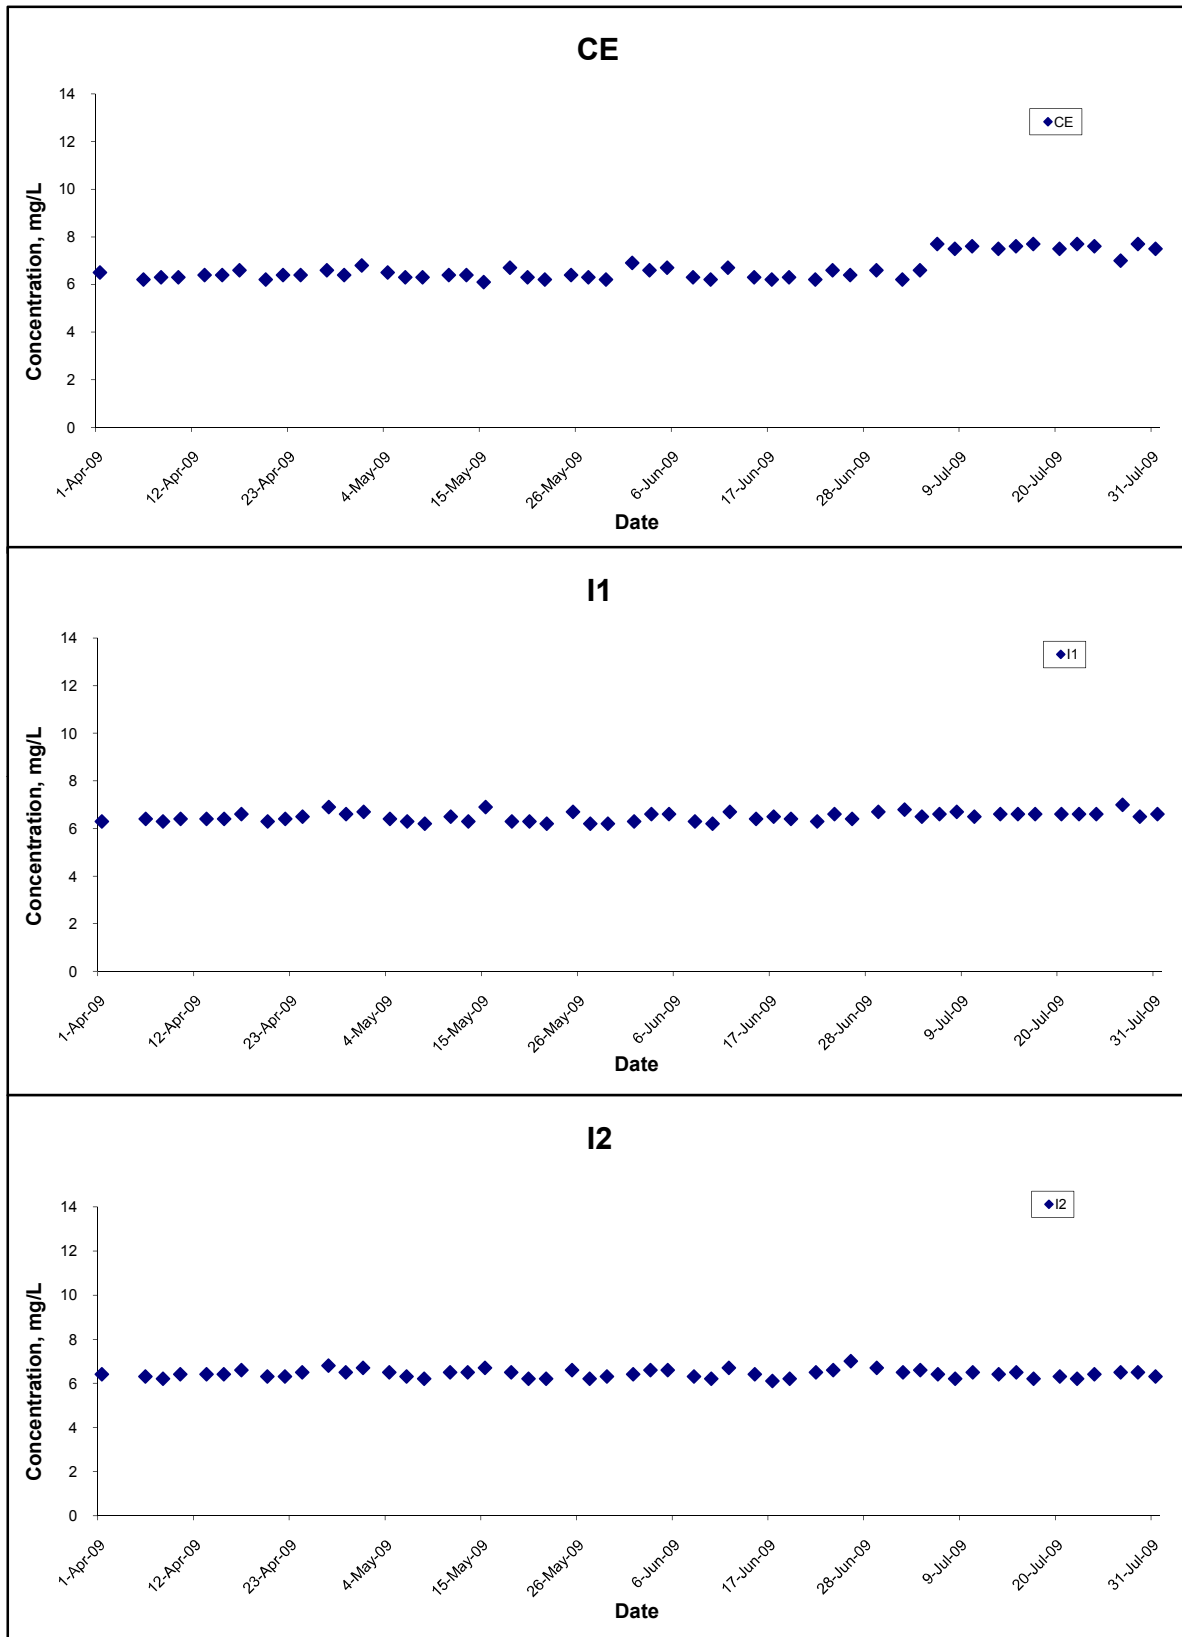 CE
14
CE
12
10
8
6
4
2
0
Concentration, mg/L
1-Apr-09
12-Apr-09
23-Apr-09
4-May-09
15-May-09
26-May-09
6-Jun-09
17-Jun-09
28-Jun-09
9-Jul-09
20-Jul-09
31-Jul-09
Date
I1
14
I1
12
10
8
6
4
2
0
Concentration, mg/L
1-Apr-09
12-Apr-09
23-Apr-09
4-May-09
15-May-09
26-May-09
6-Jun-09
17-Jun-09
28-Jun-09
9-Jul-09
20-Jul-09
31-Jul-09
Date
I2
14
I2
12
10
8
6
4
2
0
Concentration, mg/L
1-Apr-09
12-Apr-09
23-Apr-09
4-May-09
15-May-09
26-May-09
6-Jun-09
17-Jun-09
28-Jun-09
9-Jul-09
20-Jul-09
31-Jul-09
Date